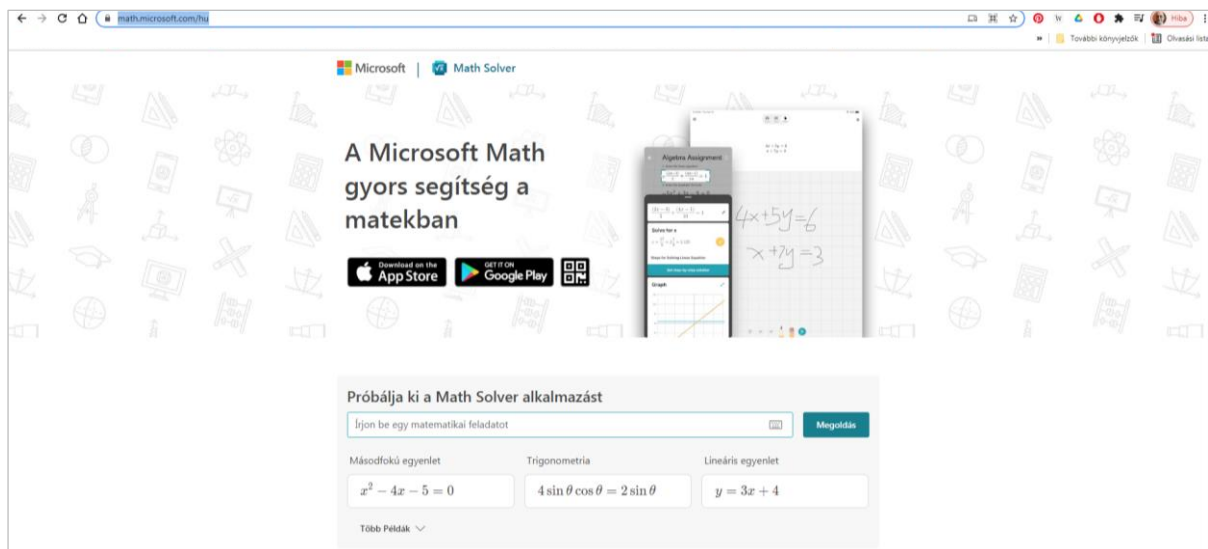 math.microsoft.com/hu
Hiba
»
További könyvjelzők
Olvasási lista
Microsoft | Math Solver
A Microsoft Math
gyors segítség a
matekban
Download on the
App Store
GET IT ON
Google Play
Algebra Assignment
Solve for x
Graph
4x+5y=6
x+7y=3
Próbálja ki a Math Solver alkalmazást
Írjon be egy matematikai feladatot
Megoldás
Másodfokú egyenlet
Trigonometria
Lineáris egyenlet
x² − 4x − 5 = 0
4 sin θ cos θ = 2 sin θ
y = 3x + 4
Több Példák